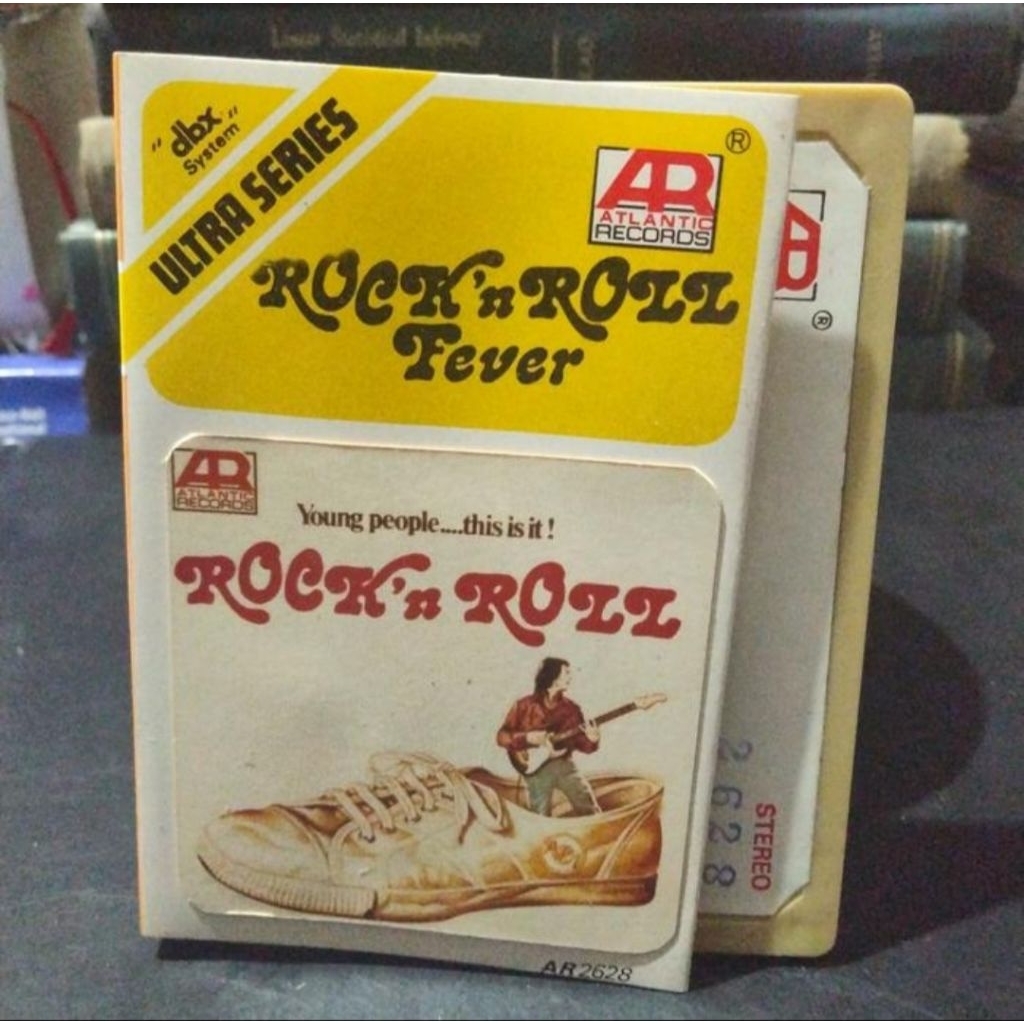 "dbx"
System
ULTRA SERIES
AR
ATLANTIC
RECORDS
®
ROCK'n ROLL
Fever
AR
ATLANTIC
RECORDS
Young people....this is it !
ROCK'n ROLL
AR2628
®
2628
STEREO